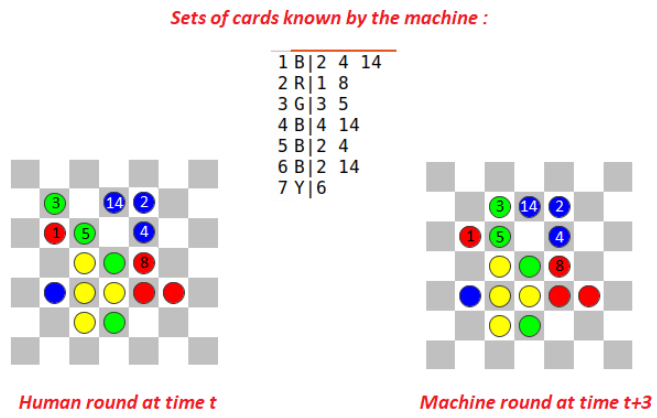 Sets of cards known by the machine :
1 B|2 4 14
2 R|1 8
3 G|3 5
4 B|4 14
5 B|2 4
6 B|2 14
7 Y|6
3 14 2
1 5 4
8
3 14 2
1 5 4
8
Human round at time t
Machine round at time t+3